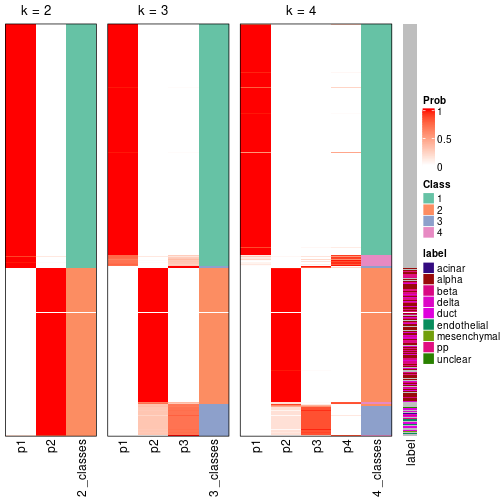 k = 2
k = 3
k = 4
Prob
1
0.5
0
Class
1
2
3
4
label
acinar
alpha
beta
delta
duct
endothelial
mesenchymal
pp
unclear
p1
p2
2_classes
p1
p2
p3
3_classes
p1
p2
p3
p4
4_classes
label